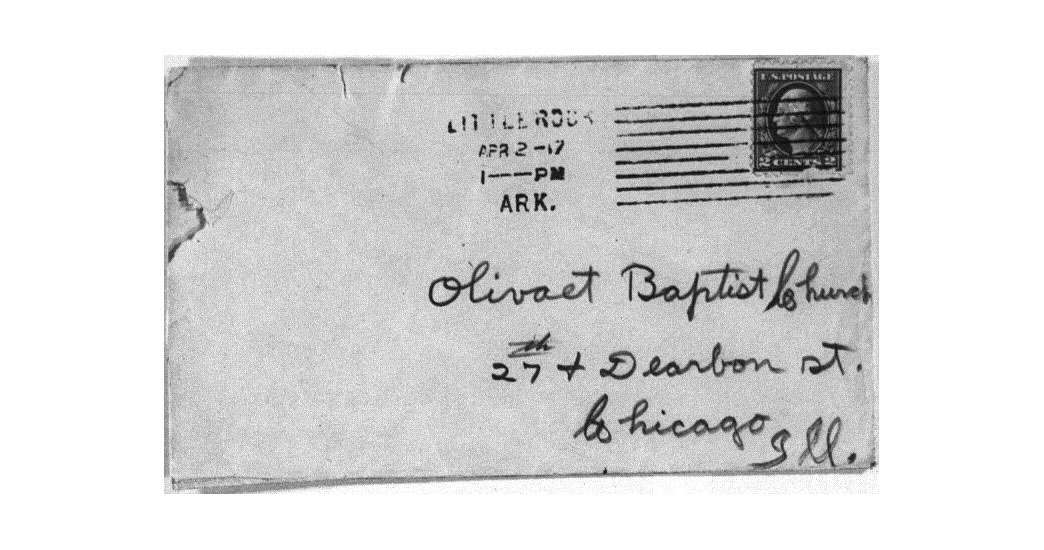 U.S. POSTAGE
2 CENTS 2
LITTLE ROCK
APR 2 -17
1--PM
ARK.
Olivaet Baptist Church
27th + Dearbon st.
Chicago Ill.